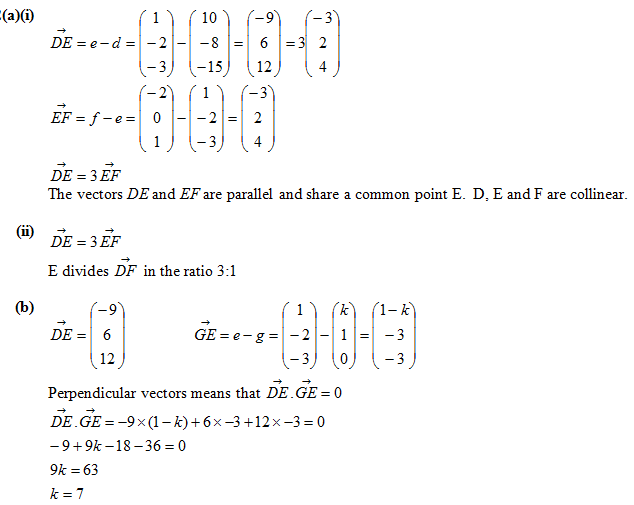 (a)(i)
→DE = e – d = (1, –2, –3) – (10, –8, –15) = (–9, 6, 12) = 3 (–3, 2, 4)
→EF = f – e = (–2, 0, 1) – (1, –2, –3) = (–3, 2, 4)
→DE = 3 →EF
The vectors DE and EF are parallel and share a common point E. D, E and F are collinear.
(ii) →DE = 3 →EF
E divides →DF in the ratio 3:1
(b) →DE = (–9, 6, 12) →GE = e – g = (1, –2, –3) – (k, 1, 0) = (1–k, –3, –3)
Perpendicular vectors means that →DE . →GE = 0
→DE . →GE = –9×(1–k)+6×–3+12×–3=0
–9+9k–18–36=0
9k = 63
k = 7